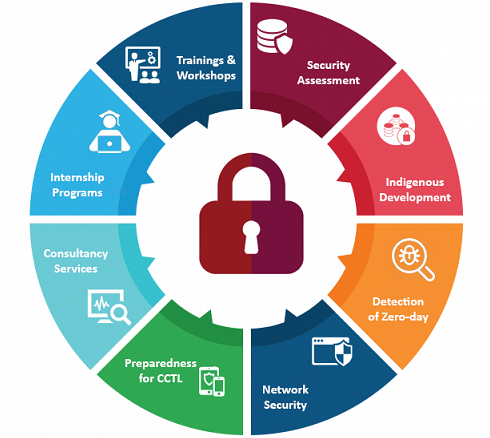 Trainings &
Workshops
Security
Assessment
Indigenous
Development
Detection
of Zero-day
Network
Security
Preparedness
for CCTL
Consultancy
Services
Internship
Programs